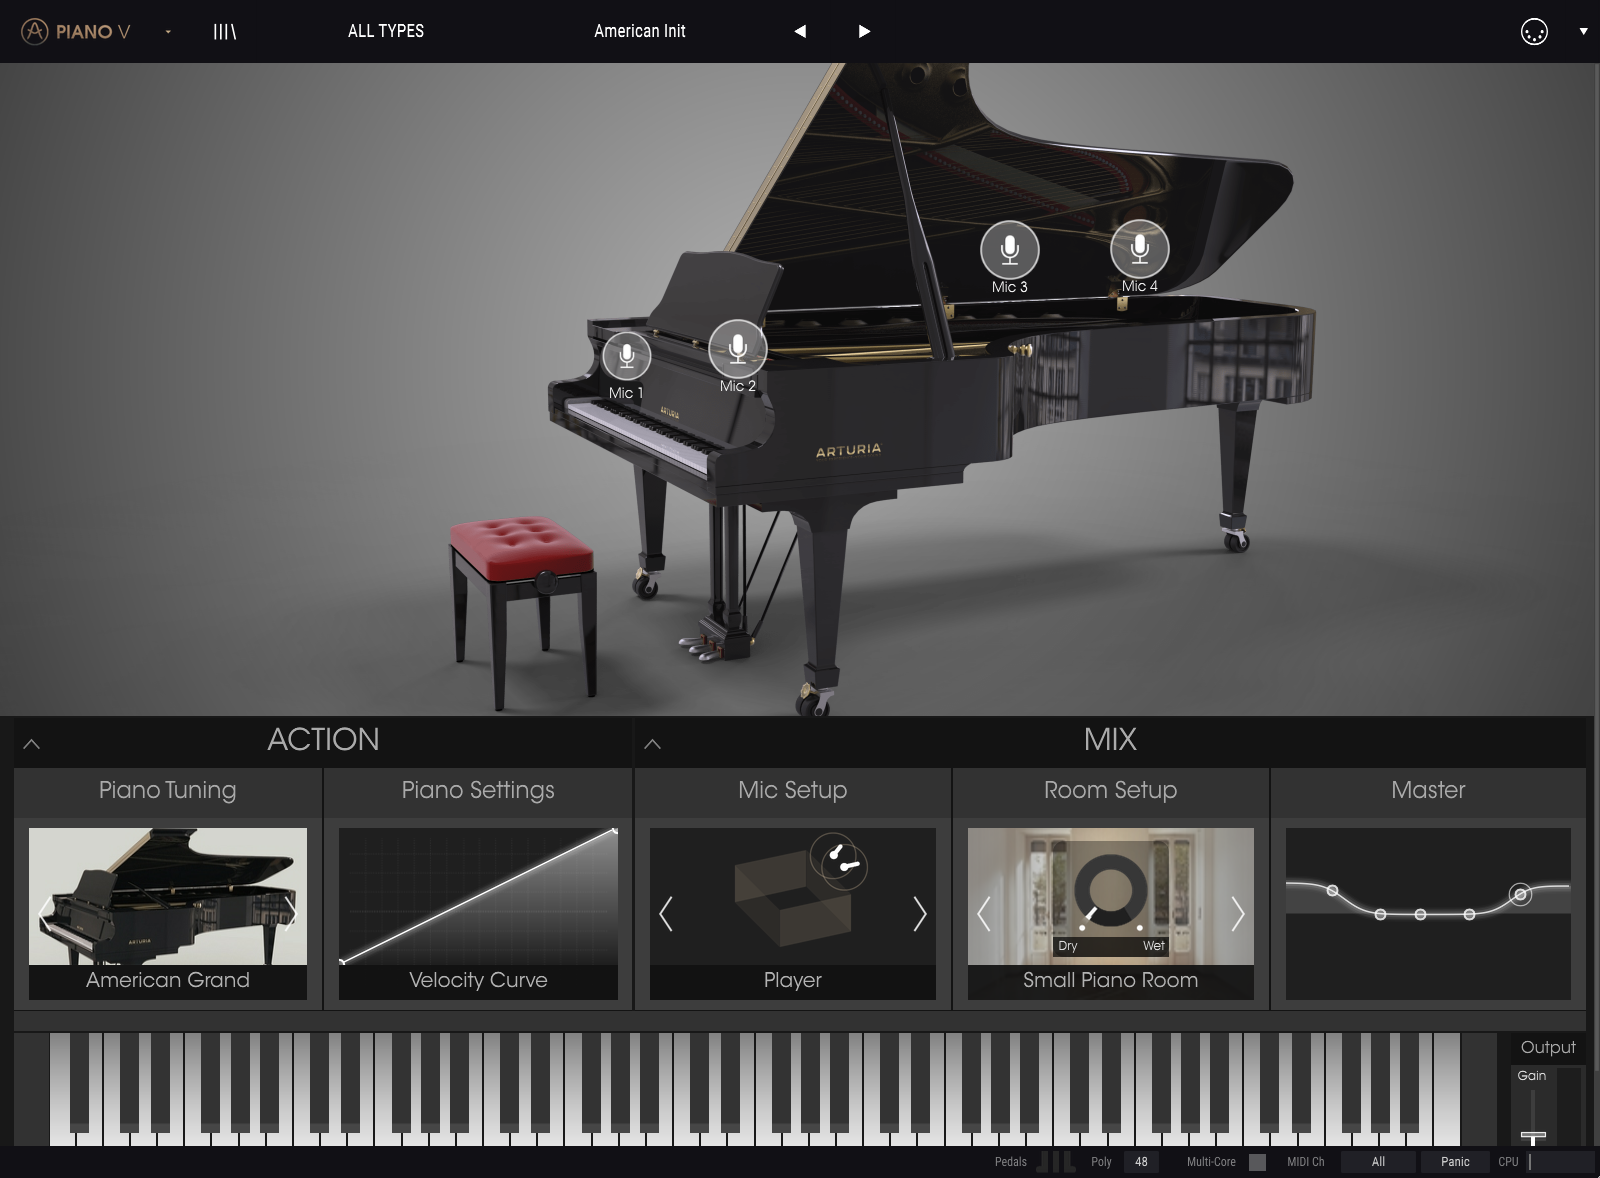 PIANO V
ALL TYPES
American Init
Mic 3
Mic 4
Mic 1
Mic 2
ARTURIA
ARTURIA
ACTION
MIX
Piano Tuning
Piano Settings
Mic Setup
Room Setup
Master
ARTURIA
Dry
Wet
American Grand
Velocity Curve
Player
Small Piano Room
Output
Gain
Pedals
Poly
48
Multi-Core
MIDI Ch
All
Panic
CPU